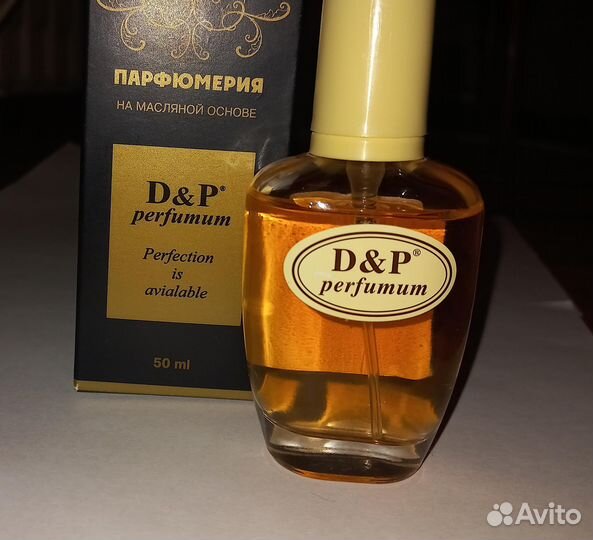 ПАРФЮМЕРИЯ
НА МАСЛЯНОЙ ОСНОВЕ
D&P®
perfumum
Perfection
is
avialable
50 ml
D&P®
perfumum
Avito